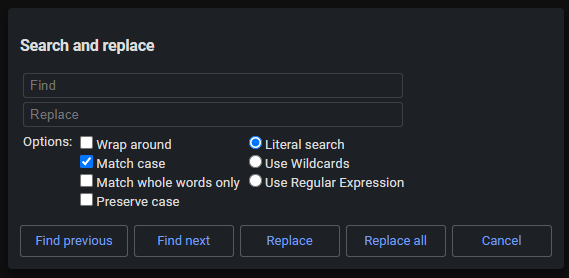 Search and replace
Find
Replace
Options: Wrap around Literal search
Match case Use Wildcards
Match whole words only Use Regular Expression
Preserve case
Find previous Find next Replace Replace all Cancel